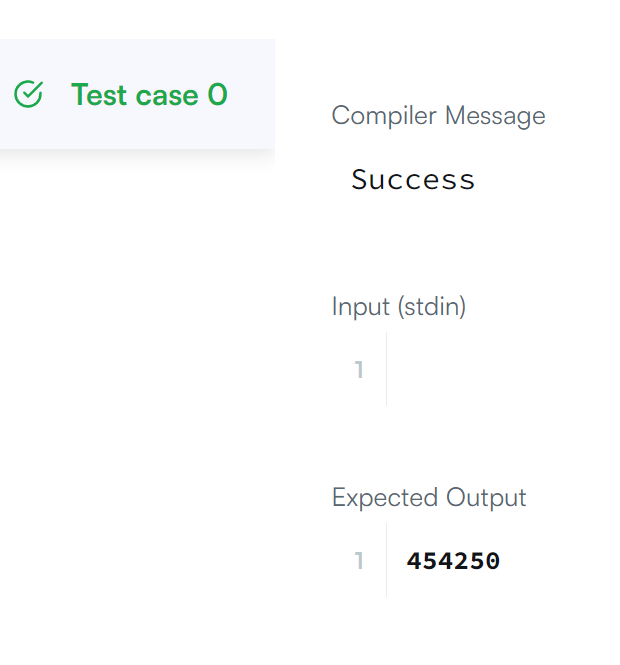 Test case 0
Compiler Message
Success
Input (stdin)
1
Expected Output
1 454250